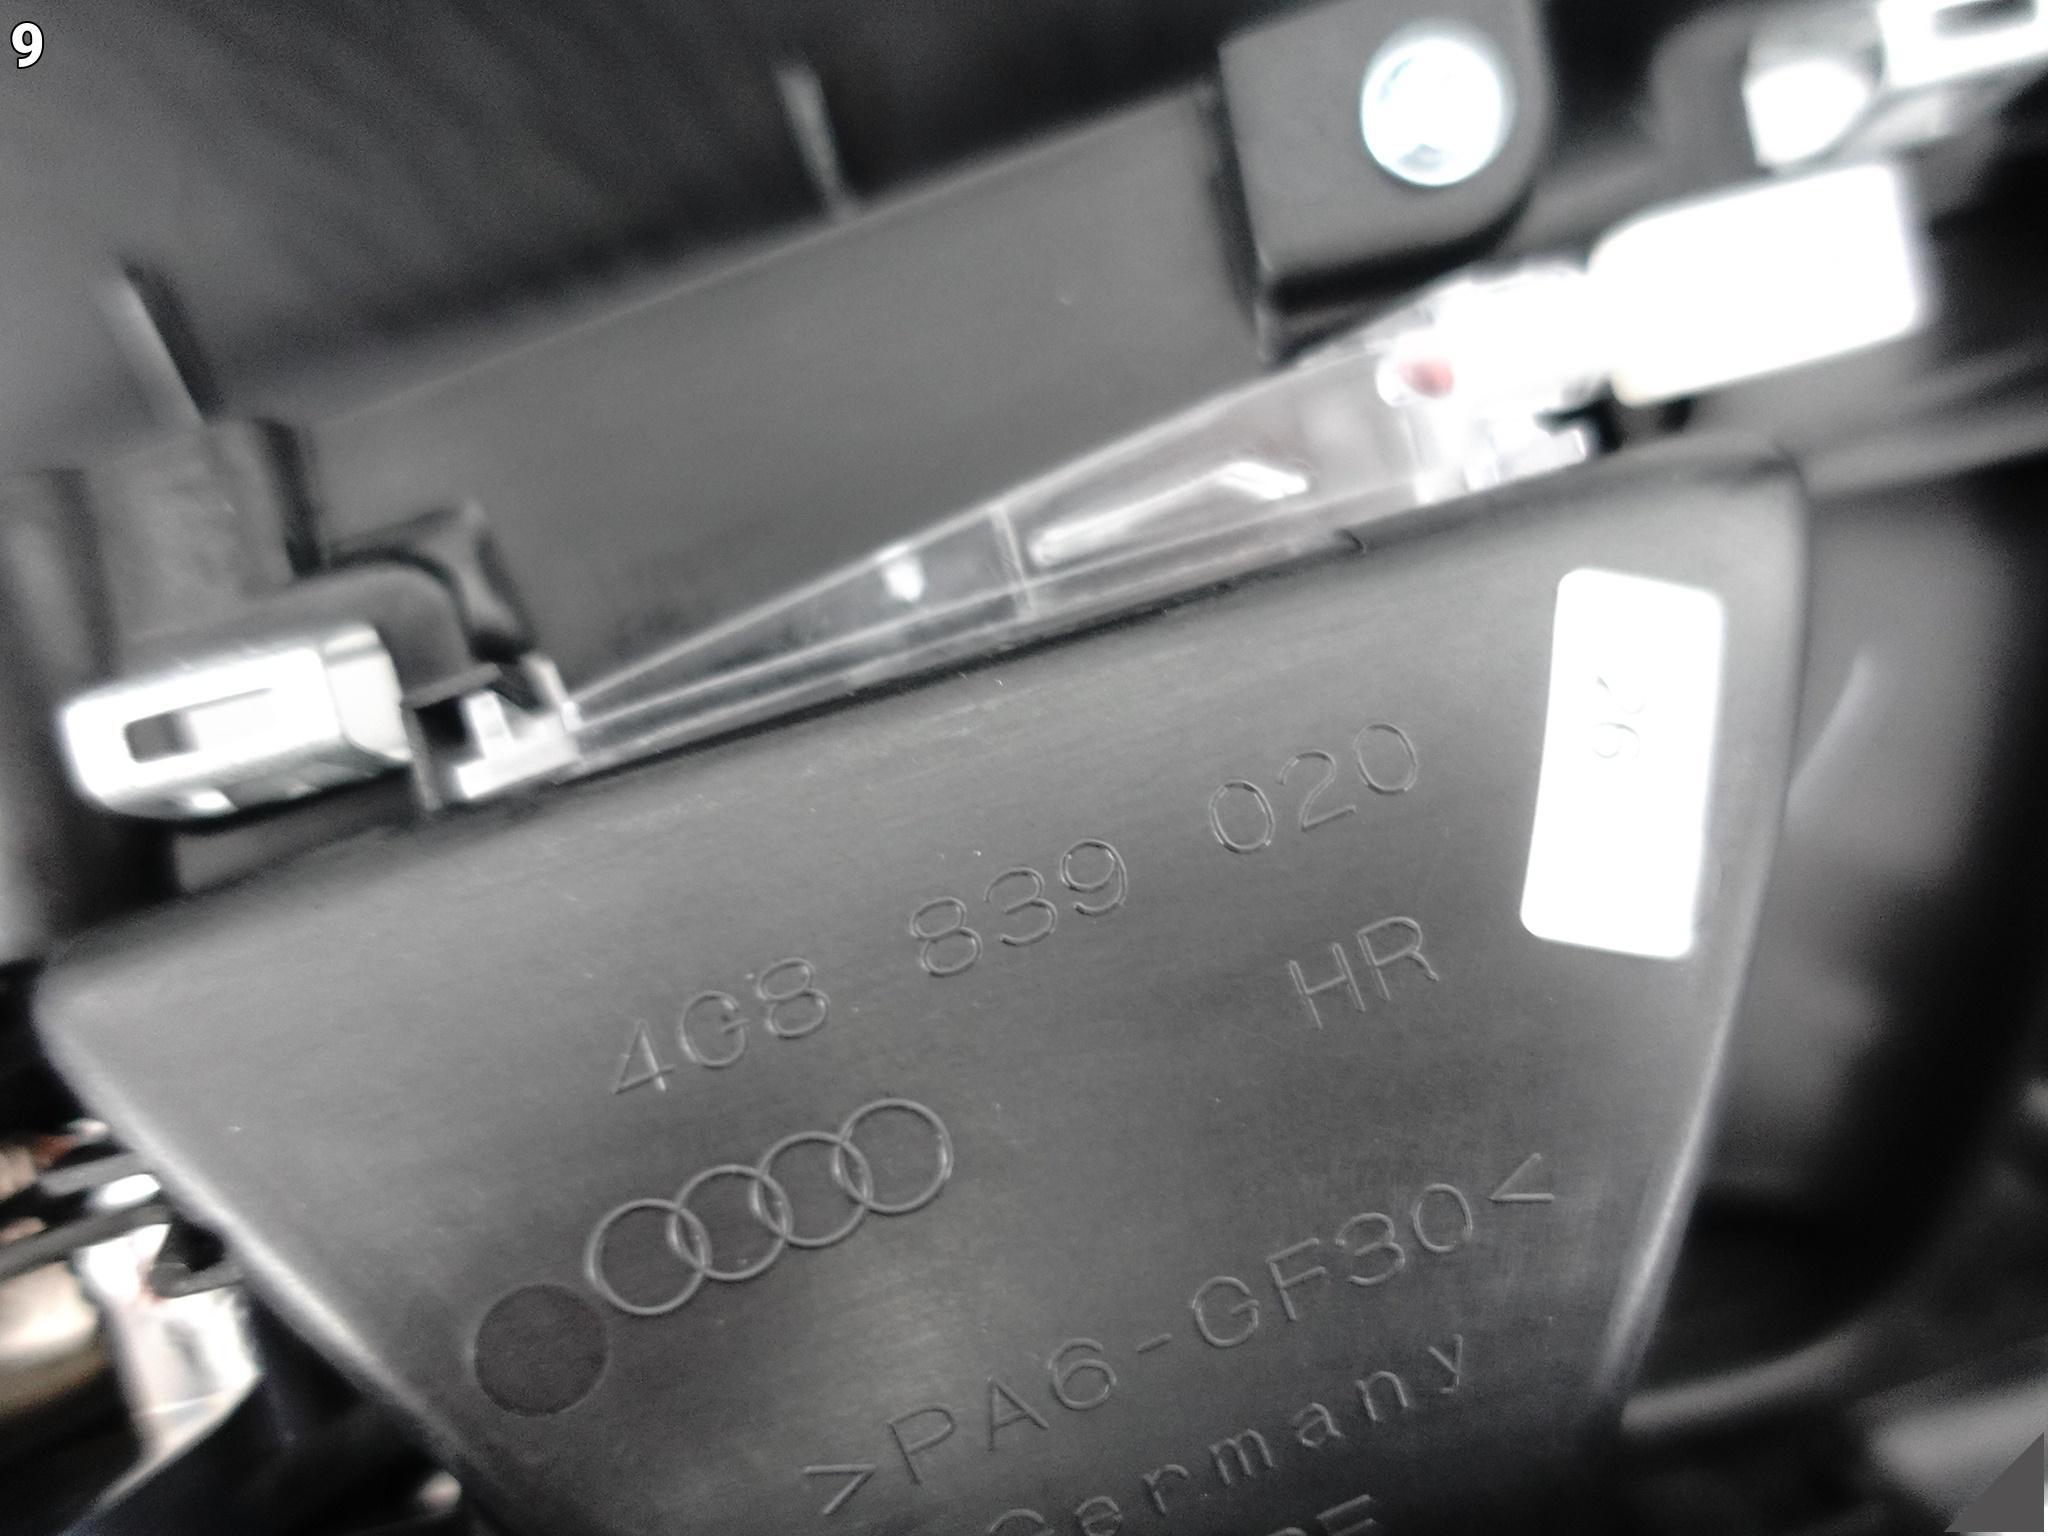 9
4G8 839 020
HR
>PA6-GF30<
Germany